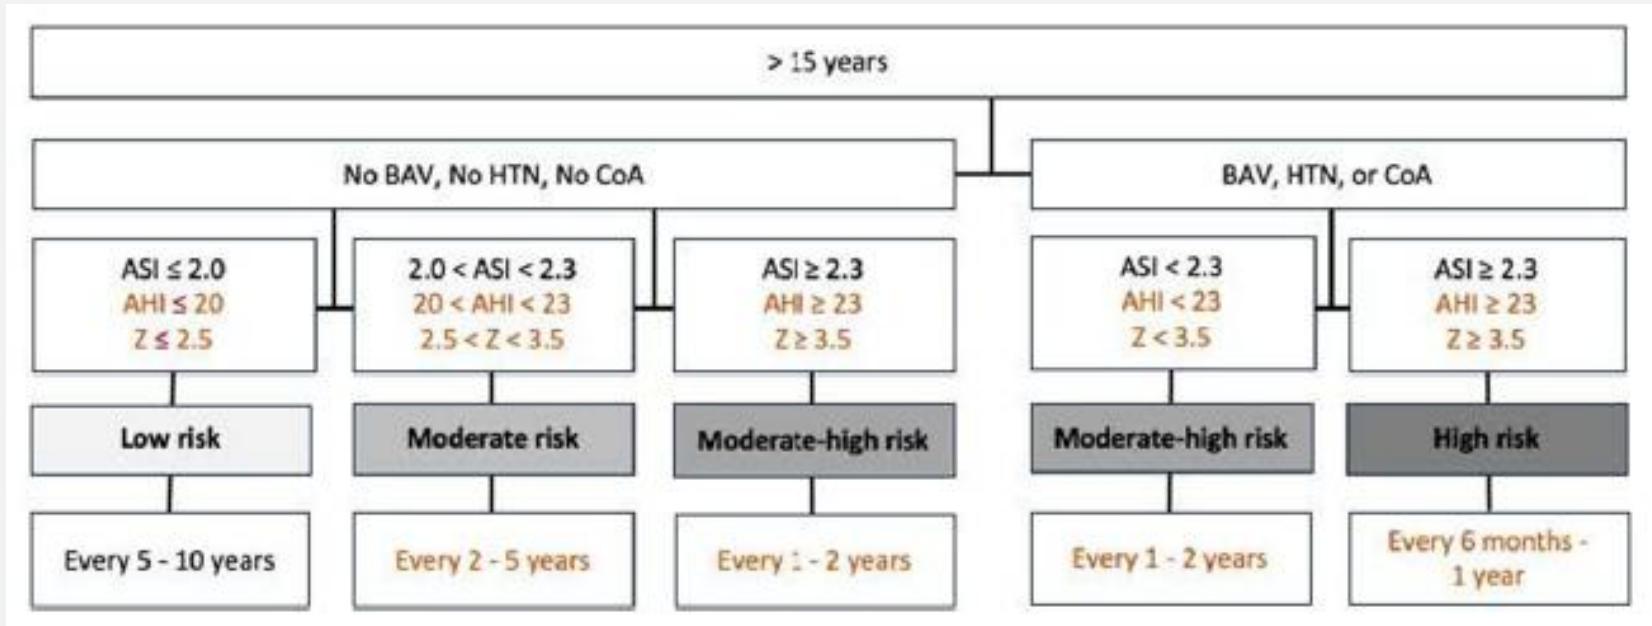 > 15 years
No BAV, No HTN, No CoA
BAV, HTN, or CoA
ASI ≤ 2.0
AHI ≤ 20
Z ≤ 2.5
2.0 < ASI < 2.3
20 < AHI < 23
2.5 < Z < 3.5
ASI ≥ 2.3
AHI ≥ 23
Z ≥ 3.5
ASI < 2.3
AHI < 23
Z < 3.5
ASI ≥ 2.3
AHI ≥ 23
Z ≥ 3.5
Low risk
Moderate risk
Moderate-high risk
Moderate-high risk
High risk
Every 5 - 10 years
Every 2 - 5 years
Every 1 - 2 years
Every 1 - 2 years
Every 6 months -
1 year